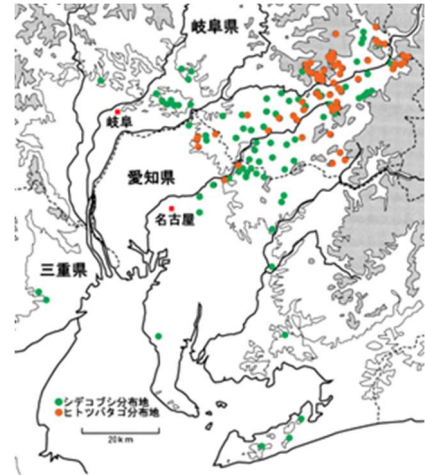 岐阜県
岐阜
愛知県
名古屋
三重県
シデコブシ分布地
ヒトツバタゴ分布地
20km